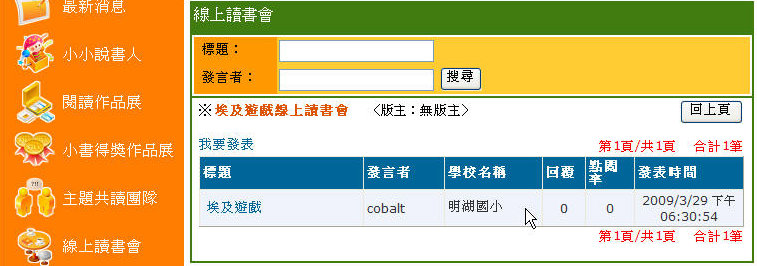 最新消息
小小說書人
閱讀作品展
小書得獎作品展
主題共讀團隊
線上讀書會
線上讀書會
標題：
發言者：
搜尋
※埃及遊戲線上讀書會 〈版主：無版主〉
回上頁
我要發表
第1頁/共1頁 合計1筆
標題 發言者 學校名稱 回覆 點閱率 發表時間
埃及遊戲 cobalt 明湖國小 0 0 2009/3/29 下午 06:30:54
第1頁/共1頁 合計1筆